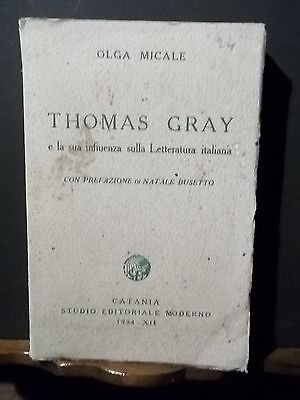 24
OLGA MICALE
THOMAS GRAY
e la sua influenza sulla Letteratura italiana
CON PREFAZIONE DI NATALE BUSETTO
CATANIA
STUDIO EDITORIALE MODERNO
1934 - XII